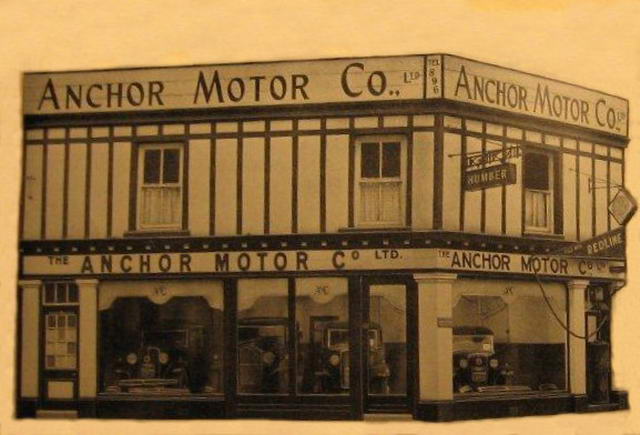 ANCHOR MOTOR CO., LTD
TEL
896
ANCHOR MOTOR CO., LTD
HUMBER
REDLINE
THE ANCHOR MOTOR CO LTD.
THE ANCHOR MOTOR CO LTD